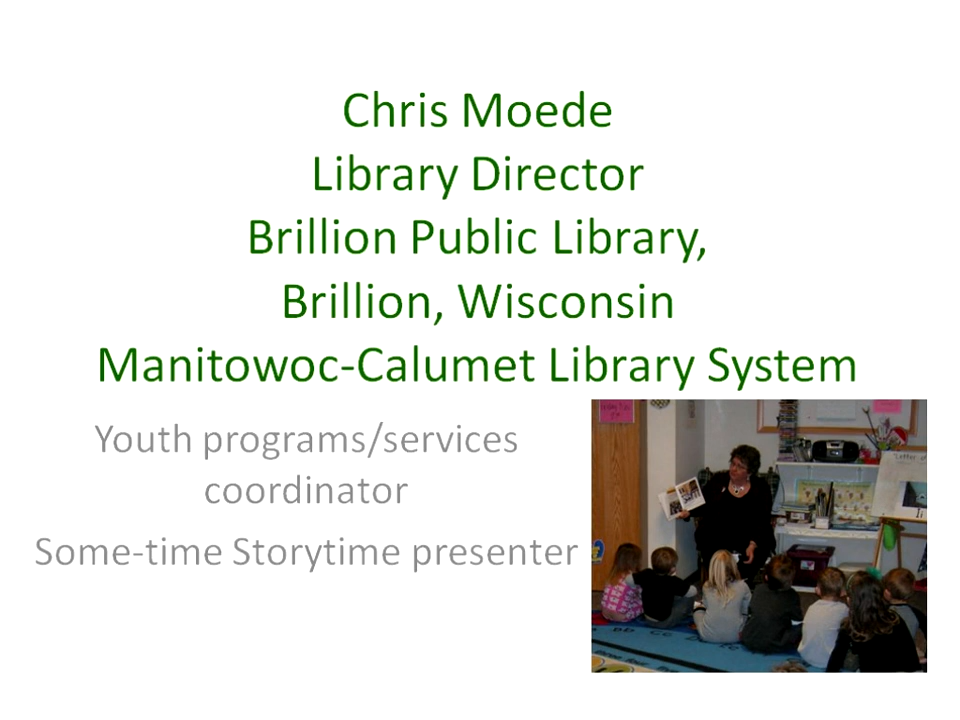 Chris Moede
Library Director
Brillion Public Library,
Brillion, Wisconsin
Manitowoc-Calumet Library System
Youth programs/services
coordinator
Some-time Storytime presenter